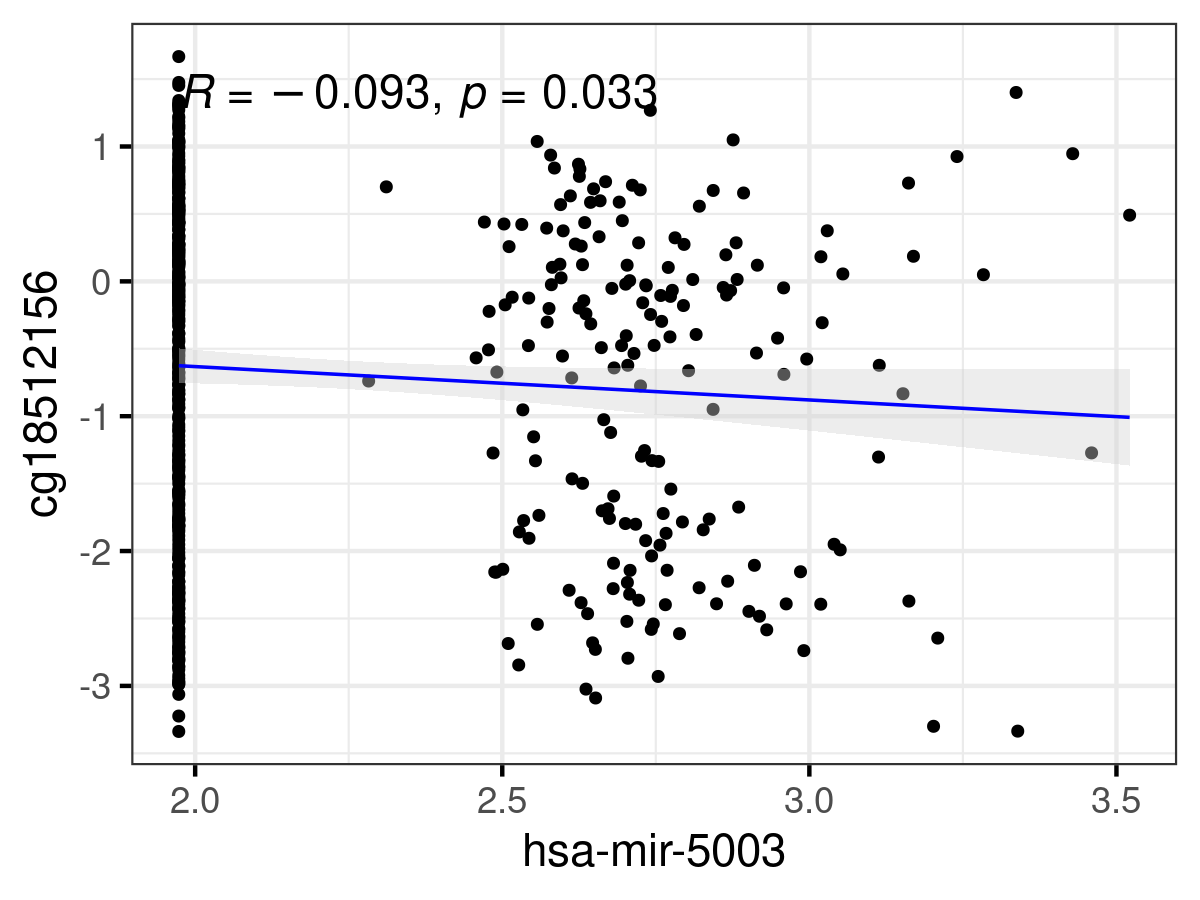 R = −0.093, p = 0.033
1
0
-1
-2
-3
cg18512156
2.0 2.5 3.0 3.5
hsa-mir-5003